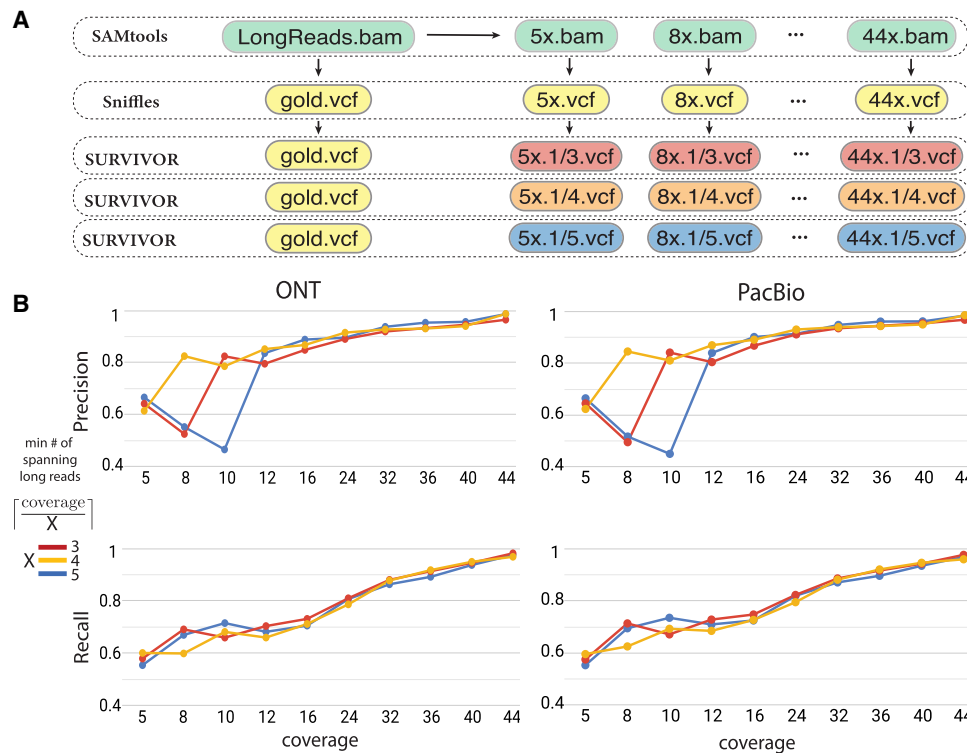 A
SAMtools LongReads.bam 5x.bam 8x.bam ... 44x.bam
Sniffles gold.vcf 5x.vcf 8x.vcf ... 44x.vcf
SURVIVOR gold.vcf 5x.1/3.vcf 8x.1/3.vcf ... 44x.1/3.vcf
SURVIVOR gold.vcf 5x.1/4.vcf 8x.1/4.vcf 44x.1/4.vcf
SURVIVOR gold.vcf 5x.1/5.vcf 8x.1/5.vcf ... 44x.1/5.vcf
B
ONT
PacBio
min # of
spanning
long reads
coverage
X
X
3
4
5
Precision
1
0.8
0.6
0.4
5 8 10 12 16 24 32 36 40 44
1
0.8
0.6
0.4
5 8 10 12 16 24 32 36 40 44
Recall
1
0.8
0.6
0.4
5 8 10 12 16 24 32 36 40 44
coverage
1
0.8
0.6
0.4
5 8 10 12 16 24 32 36 40 44
coverage